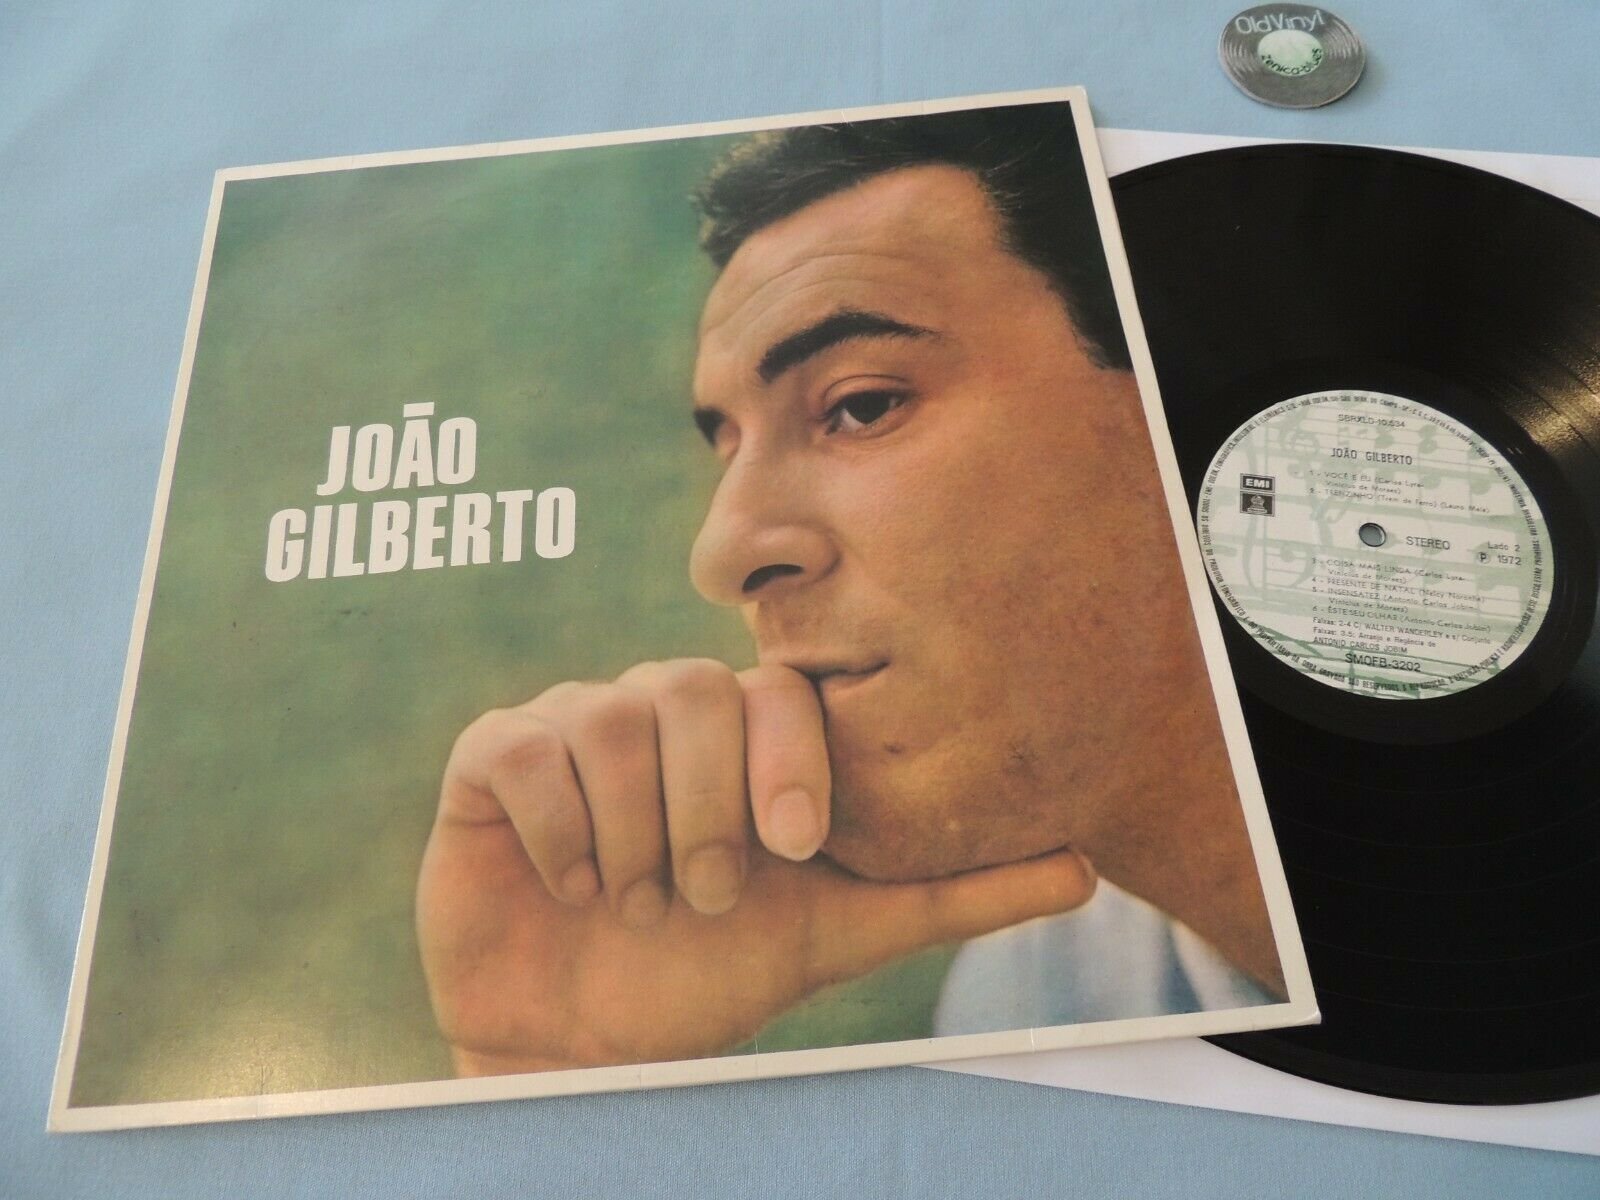 OldVinyl
zenica-blues
JOÃO
GILBERTO
SBRXLD-10.534
JOÃO GILBERTO
1 - VOCÊ E EU (Carlos Lyra-
Vinicius de Moraes)
2 - TRENZINHO (Trem de Ferro) (Lauro Maia)
EMI
STEREO
Lado 2
P 1972
3 - COISA MAIS LINDA (Carlos Lyra-
Vinicius de Moraes)
4 - PRESENTE DE NATAL (Nelcy Noronha)
5 - INSENSATEZ (Antonio Carlos Jobim-
Vinicius de Moraes)
6 - ÊSTE SEU OLHAR (Antonio Carlos Jobim)
Faixas: 2-4 C/ WALTER WANDERLEY e s/ Conjunto
Faixas: 3-5: Arranjo e Regência de
ANTONIO CARLOS JOBIM
SMOFB-3202